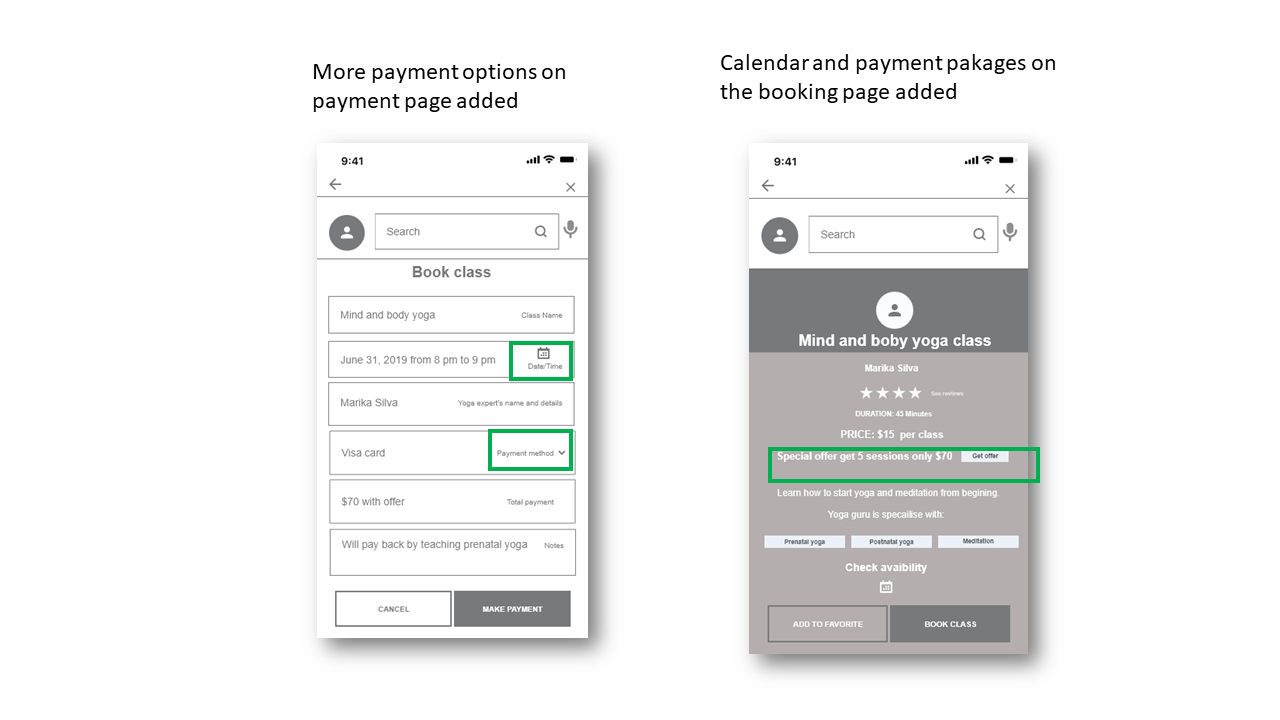 More payment options on
payment page added
Calendar and payment pakages on
the booking page added
9:41
Search
Book class
Mind and body yoga
Class Name
June 31, 2019 from 8 pm to 9 pm
Date/Time
Marika Silva
Yoga expert's name and details
Visa card
Payment method
$70 with offer
Total payment
Will pay back by teaching prenatal yoga
Notes
CANCEL
MAKE PAYMENT
9:41
Search
Mind and boby yoga class
Marika Silva
See reviews
DURATION: 45 Minutes
PRICE: $15 per class
Special offer get 5 sessions only $70
Get offer
Learn how to start yoga and meditation from begining.
Yoga guru is specailise with:
Prenatal yoga
Postnatal yoga
Meditation
Check avaibility
ADD TO FAVORITE
BOOK CLASS